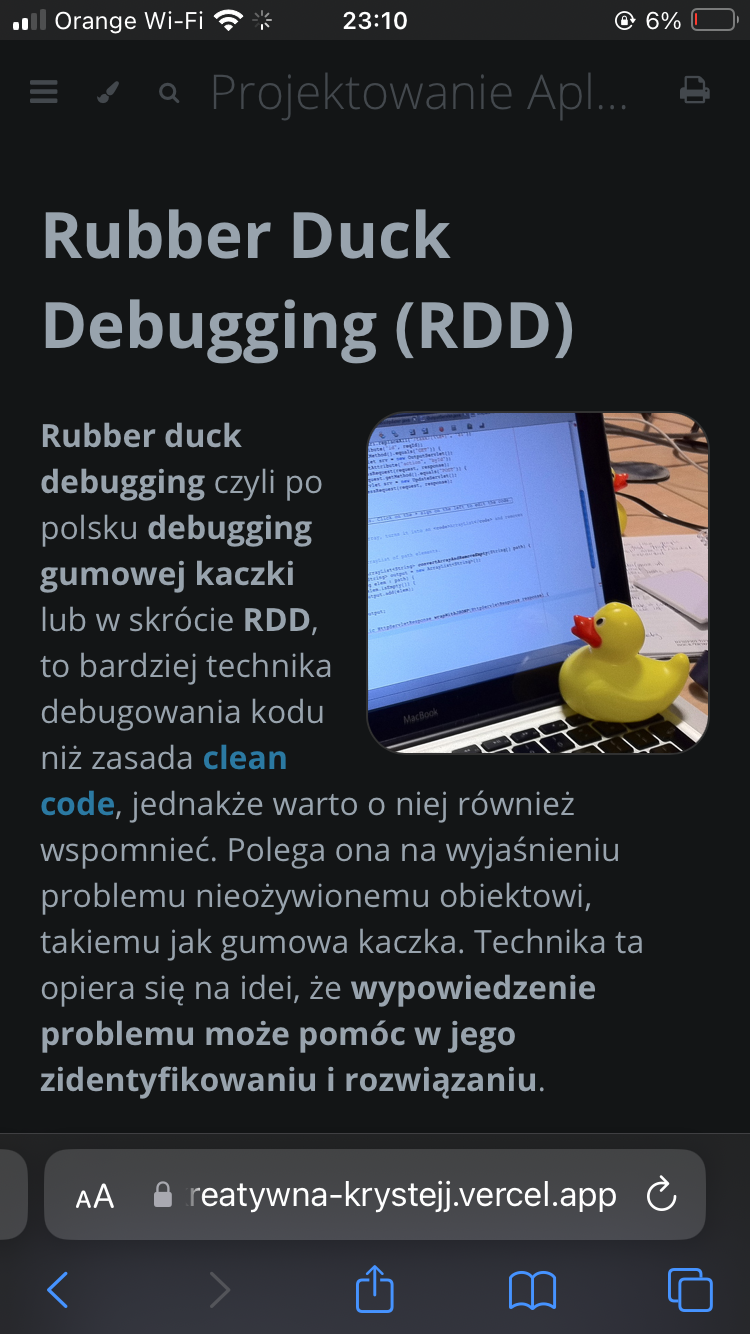 Orange Wi-Fi 23:10 6%
Projektowanie Apl...
Rubber Duck
Debugging (RDD)
Rubber duck
debugging czyli po
polsku debugging
gumowej kaczki
lub w skrócie RDD,
to bardziej technika
debugowania kodu
niż zasada clean
code, jednakże warto o niej również
wspomnieć. Polega ona na wyjaśnieniu
problemu nieożywionemu obiektowi,
takiemu jak gumowa kaczka. Technika ta
opiera się na idei, że wypowiedzenie
problemu może pomóc w jego
zidentyfikowaniu i rozwiązaniu.
MacBook
AA reatywna-krystejj.vercel.app